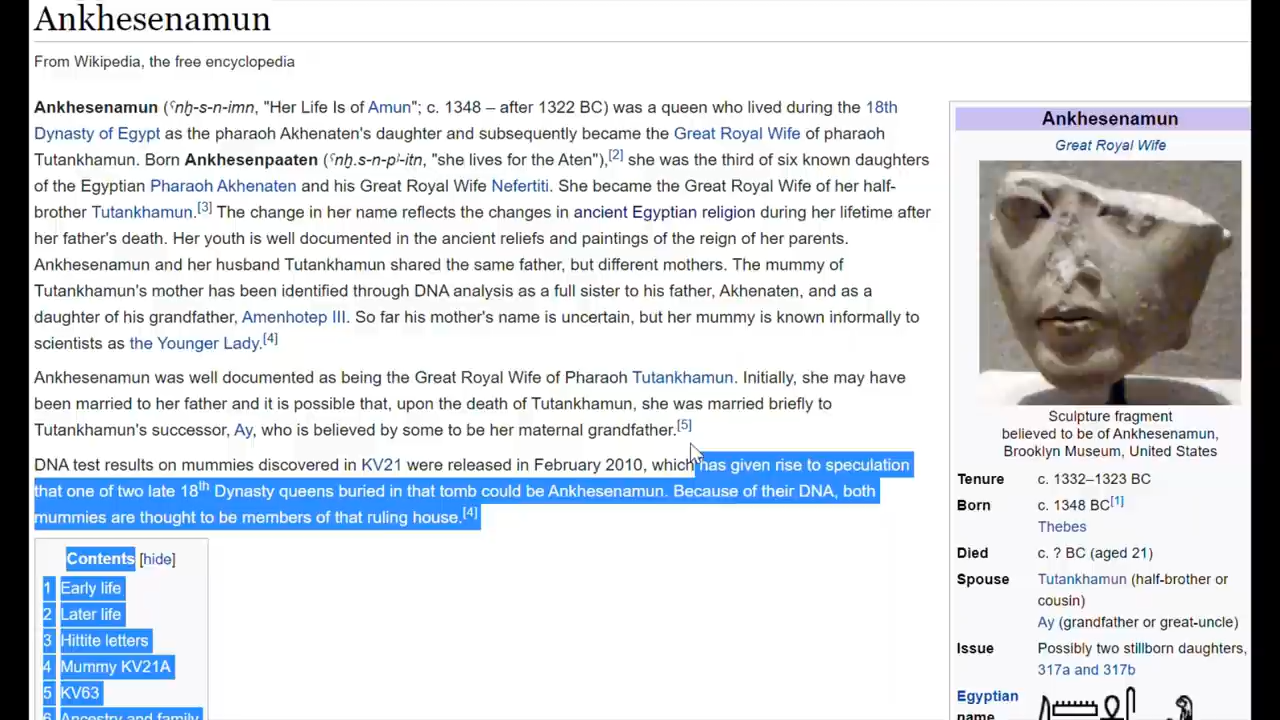 Ankhesenamun
From Wikipedia, the free encyclopedia
Ankhesenamun (ˤnḫ-s-n-imn, "Her Life Is of Amun"; c. 1348 – after 1322 BC) was a queen who lived during the 18th
Dynasty of Egypt as the pharaoh Akhenaten's daughter and subsequently became the Great Royal Wife of pharaoh
Tutankhamun. Born Ankhesenpaaten (ˤnḫ.s-n-pꜣ-itn, "she lives for the Aten"),[2] she was the third of six known daughters
of the Egyptian Pharaoh Akhenaten and his Great Royal Wife Nefertiti. She became the Great Royal Wife of her half-
brother Tutankhamun.[3] The change in her name reflects the changes in ancient Egyptian religion during her lifetime after
her father's death. Her youth is well documented in the ancient reliefs and paintings of the reign of her parents.
Ankhesenamun and her husband Tutankhamun shared the same father, but different mothers. The mummy of
Tutankhamun's mother has been identified through DNA analysis as a full sister to his father, Akhenaten, and as a
daughter of his grandfather, Amenhotep III. So far his mother's name is uncertain, but her mummy is known informally to
scientists as the Younger Lady.[4]
Ankhesenamun was well documented as being the Great Royal Wife of Pharaoh Tutankhamun. Initially, she may have
been married to her father and it is possible that, upon the death of Tutankhamun, she was married briefly to
Tutankhamun's successor, Ay, who is believed by some to be her maternal grandfather.[5]
DNA test results on mummies discovered in KV21 were released in February 2010, which has given rise to speculation
that one of two late 18th Dynasty queens buried in that tomb could be Ankhesenamun. Because of their DNA, both
mummies are thought to be members of that ruling house.[4]
Contents [hide]
1 Early life
2 Later life
3 Hittite letters
4 Mummy KV21A
5 KV63
6 Ancestry and family
Ankhesenamun
Great Royal Wife
Sculpture fragment
believed to be of Ankhesenamun,
Brooklyn Museum, United States
Tenure c. 1332–1323 BC
Born c. 1348 BC[1]
Thebes
Died c. ? BC (aged 21)
Spouse Tutankhamun (half-brother or
cousin)
Ay (grandfather or great-uncle)
Issue Possibly two stillborn daughters,
317a and 317b
Egyptian
name